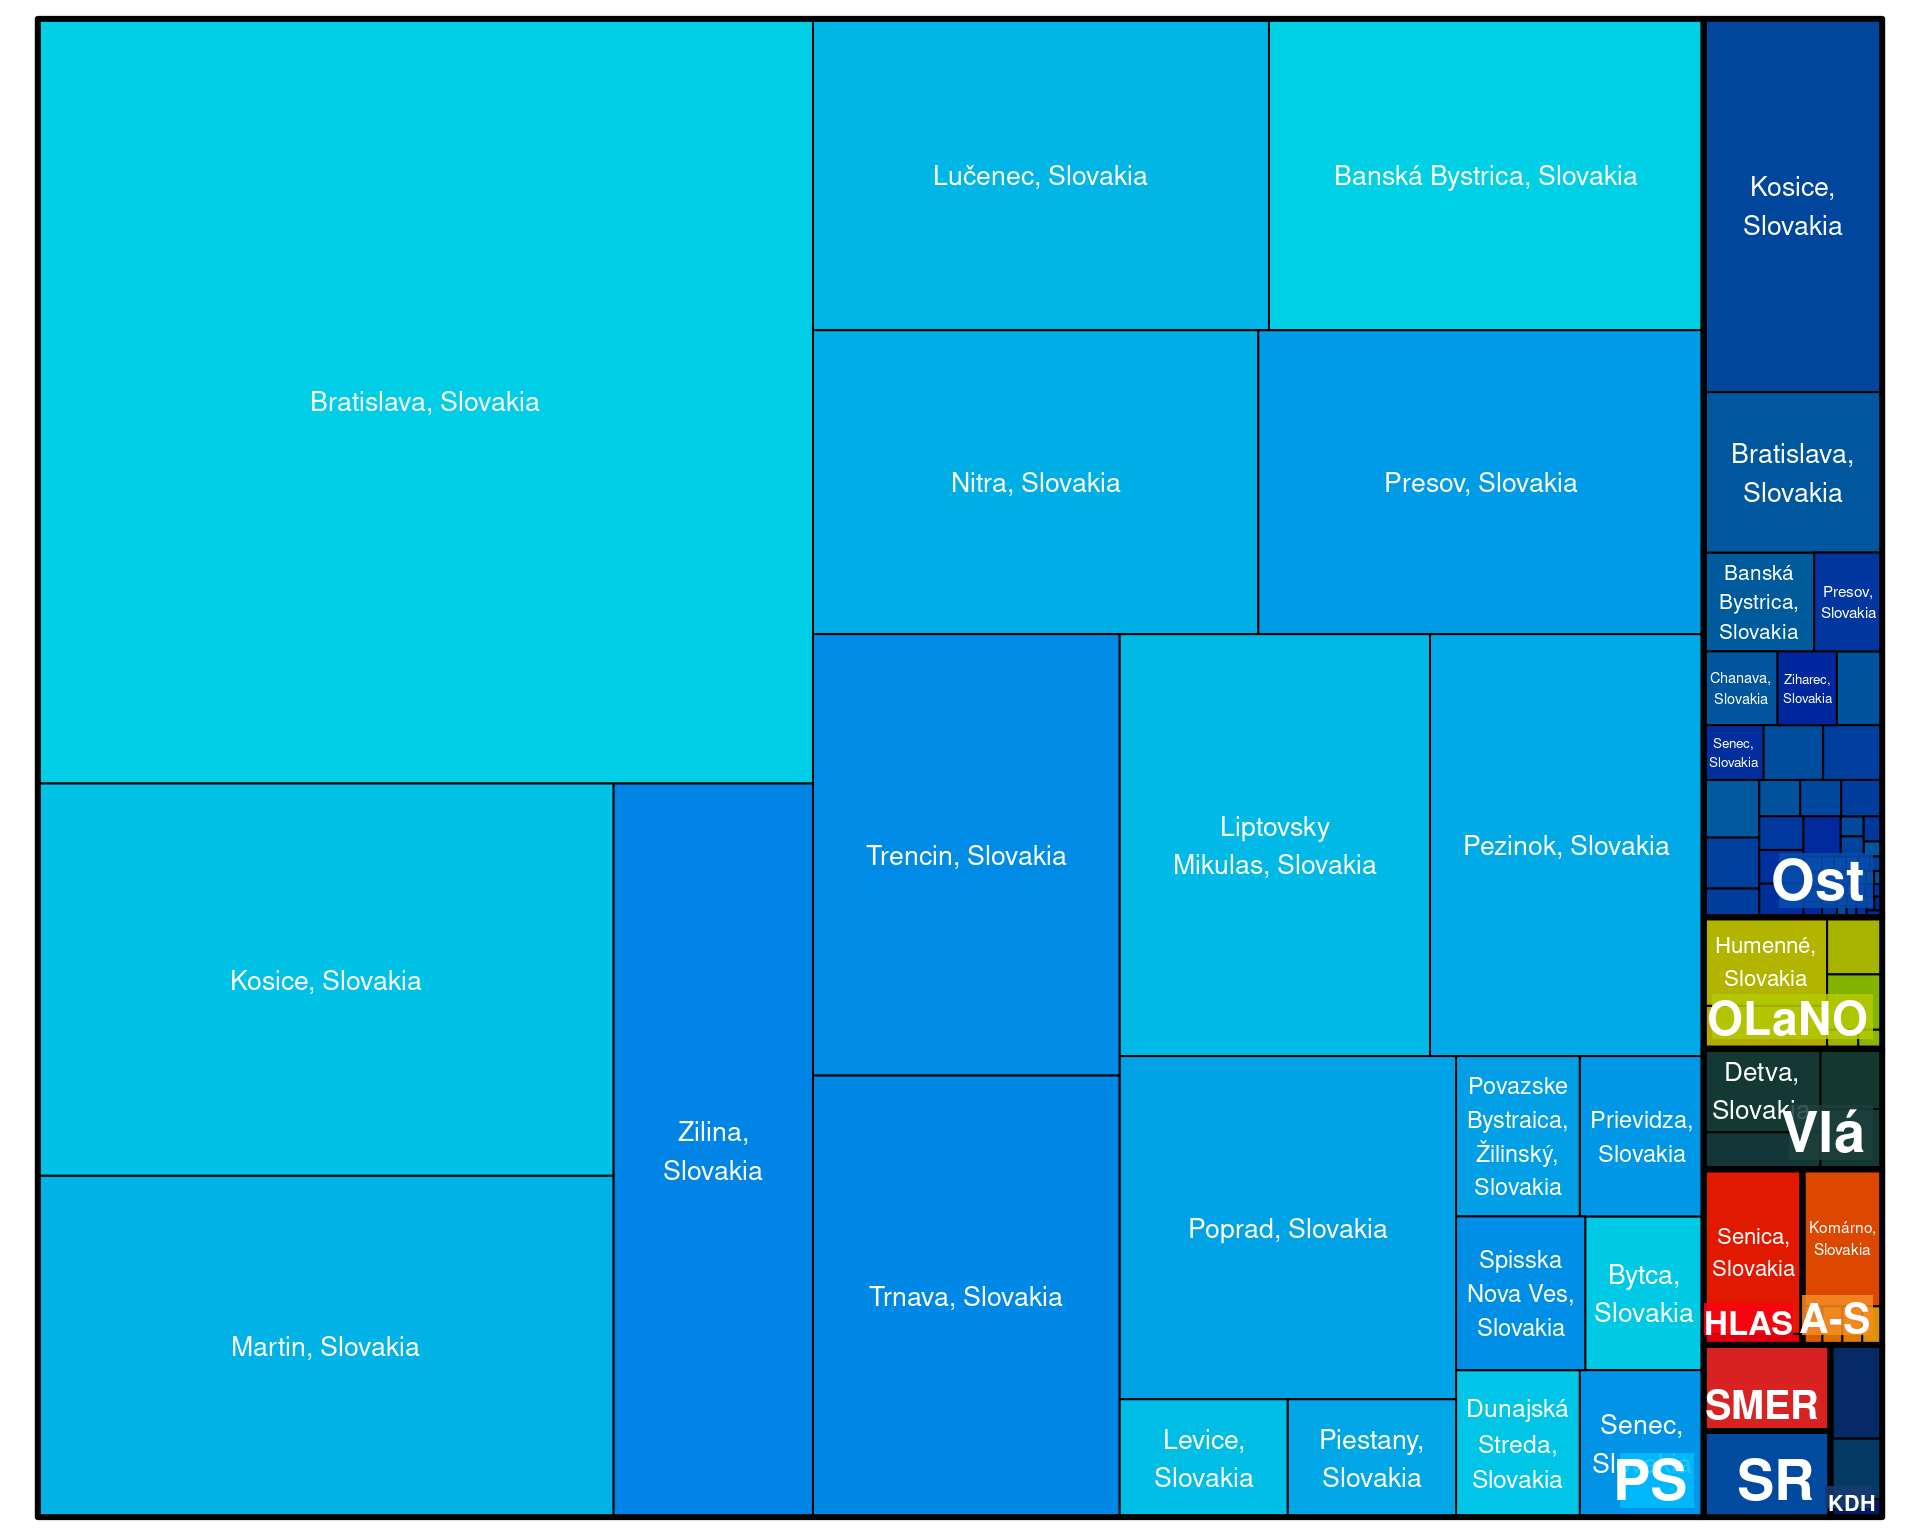 Bratislava, Slovakia
Lučenec, Slovakia
Banská Bystrica, Slovakia
Nitra, Slovakia
Presov, Slovakia
Kosice, Slovakia
Martin, Slovakia
Zilina,
Slovakia
Trencin, Slovakia
Trnava, Slovakia
Liptovsky
Mikulas, Slovakia
Pezinok, Slovakia
Poprad, Slovakia
Levice,
Slovakia
Piestany,
Slovakia
Povazske
Bystraica,
Žilinský,
Slovakia
Prievidza,
Slovakia
Spisska
Nova Ves,
Slovakia
Bytca,
Slovakia
Dunajská
Streda,
Slovakia
Senec,
Slovakia
PS
Kosice,
Slovakia
Bratislava,
Slovakia
Banská
Bystrica,
Slovakia
Presov,
Slovakia
Chanava,
Slovakia
Ziharec,
Slovakia
Senec,
Slovakia
Ost
Humenné,
Slovakia
OLaNO
Detva,
Slovakia
Vlá
Senica,
Slovakia
HLAS
Komárno,
Slovakia
A-S
SMER
SR
KDH